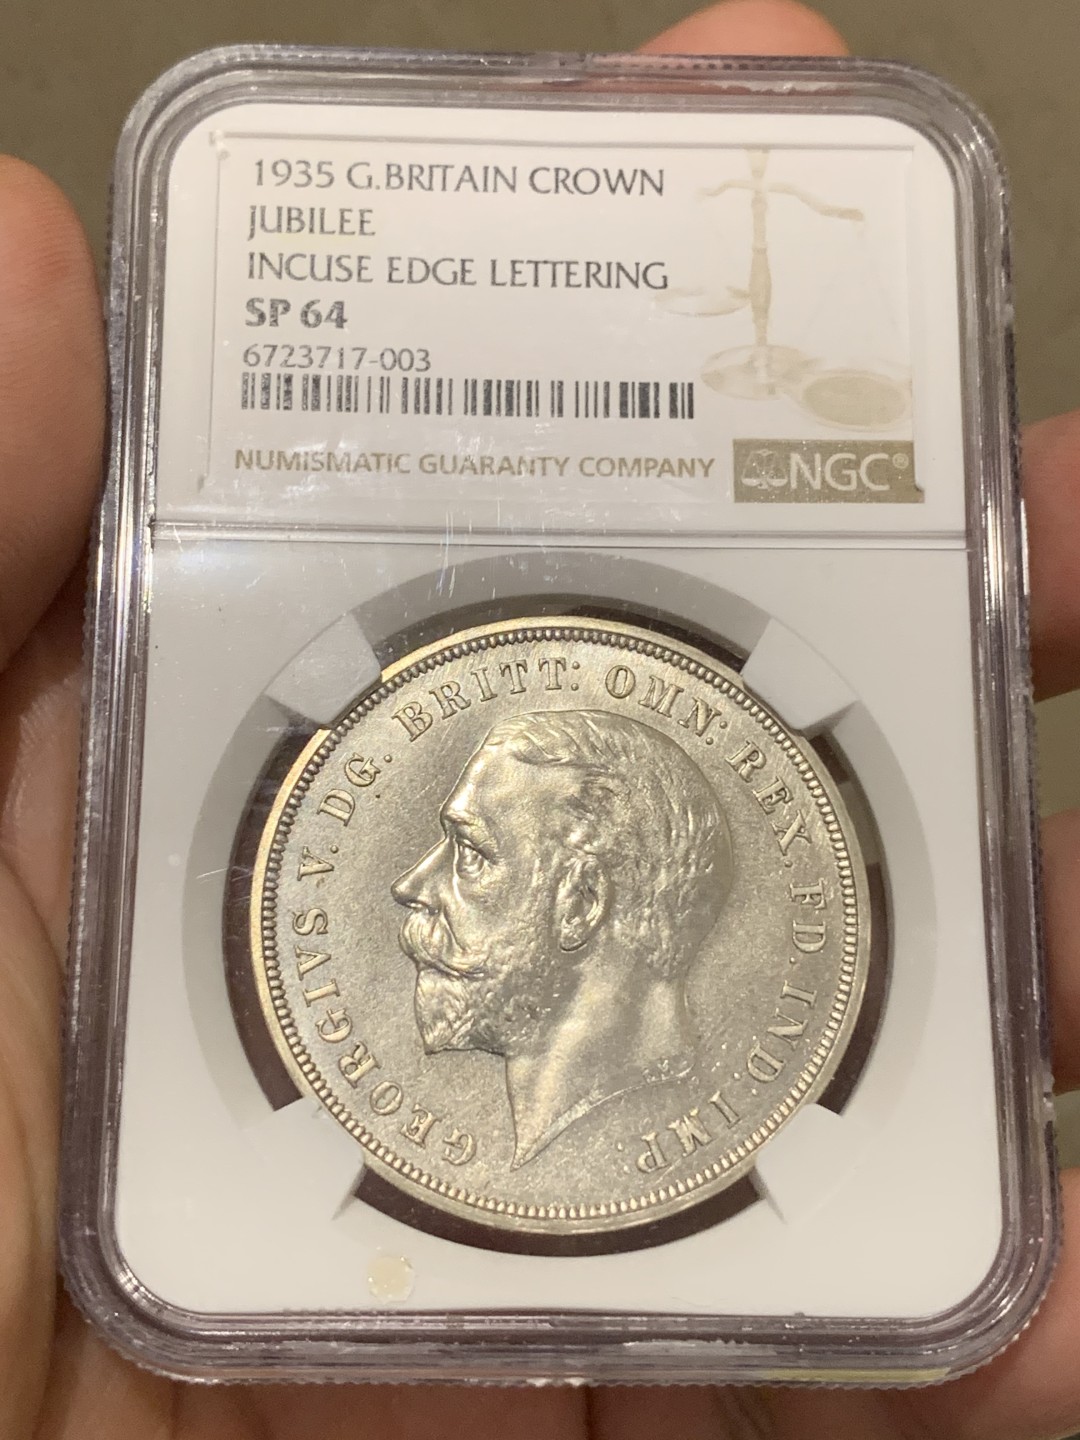 1935 G.BRITAIN CROWN
JUBILEE
INCUSE EDGE LETTERING
SP 64
6723717-003
NUMISMATIC GUARANTY COMPANY
NGC®
GEORGIVS V. DG. BRITT: OMN: REX. FD. IND: IMP: